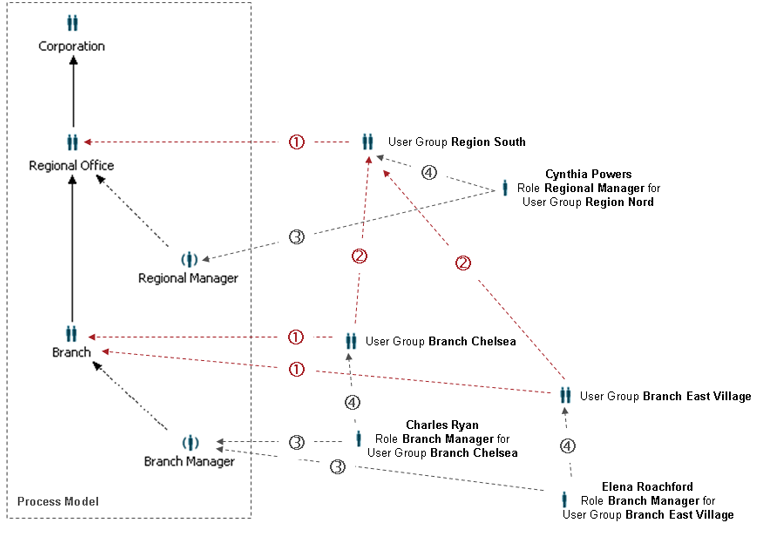 Corporation
① User Group Region South
Regional Office
④
Cynthia Powers
Role Regional Manager for
User Group Region Nord
③
Regional Manager
②
②
① User Group Branch Chelsea
Branch
①
User Group Branch East Village
④
Charles Ryan
Role Branch Manager for
User Group Branch Chelsea
③
④
Branch Manager
③
Elena Roachford
Role Branch Manager for
User Group Branch East Village
Process Model